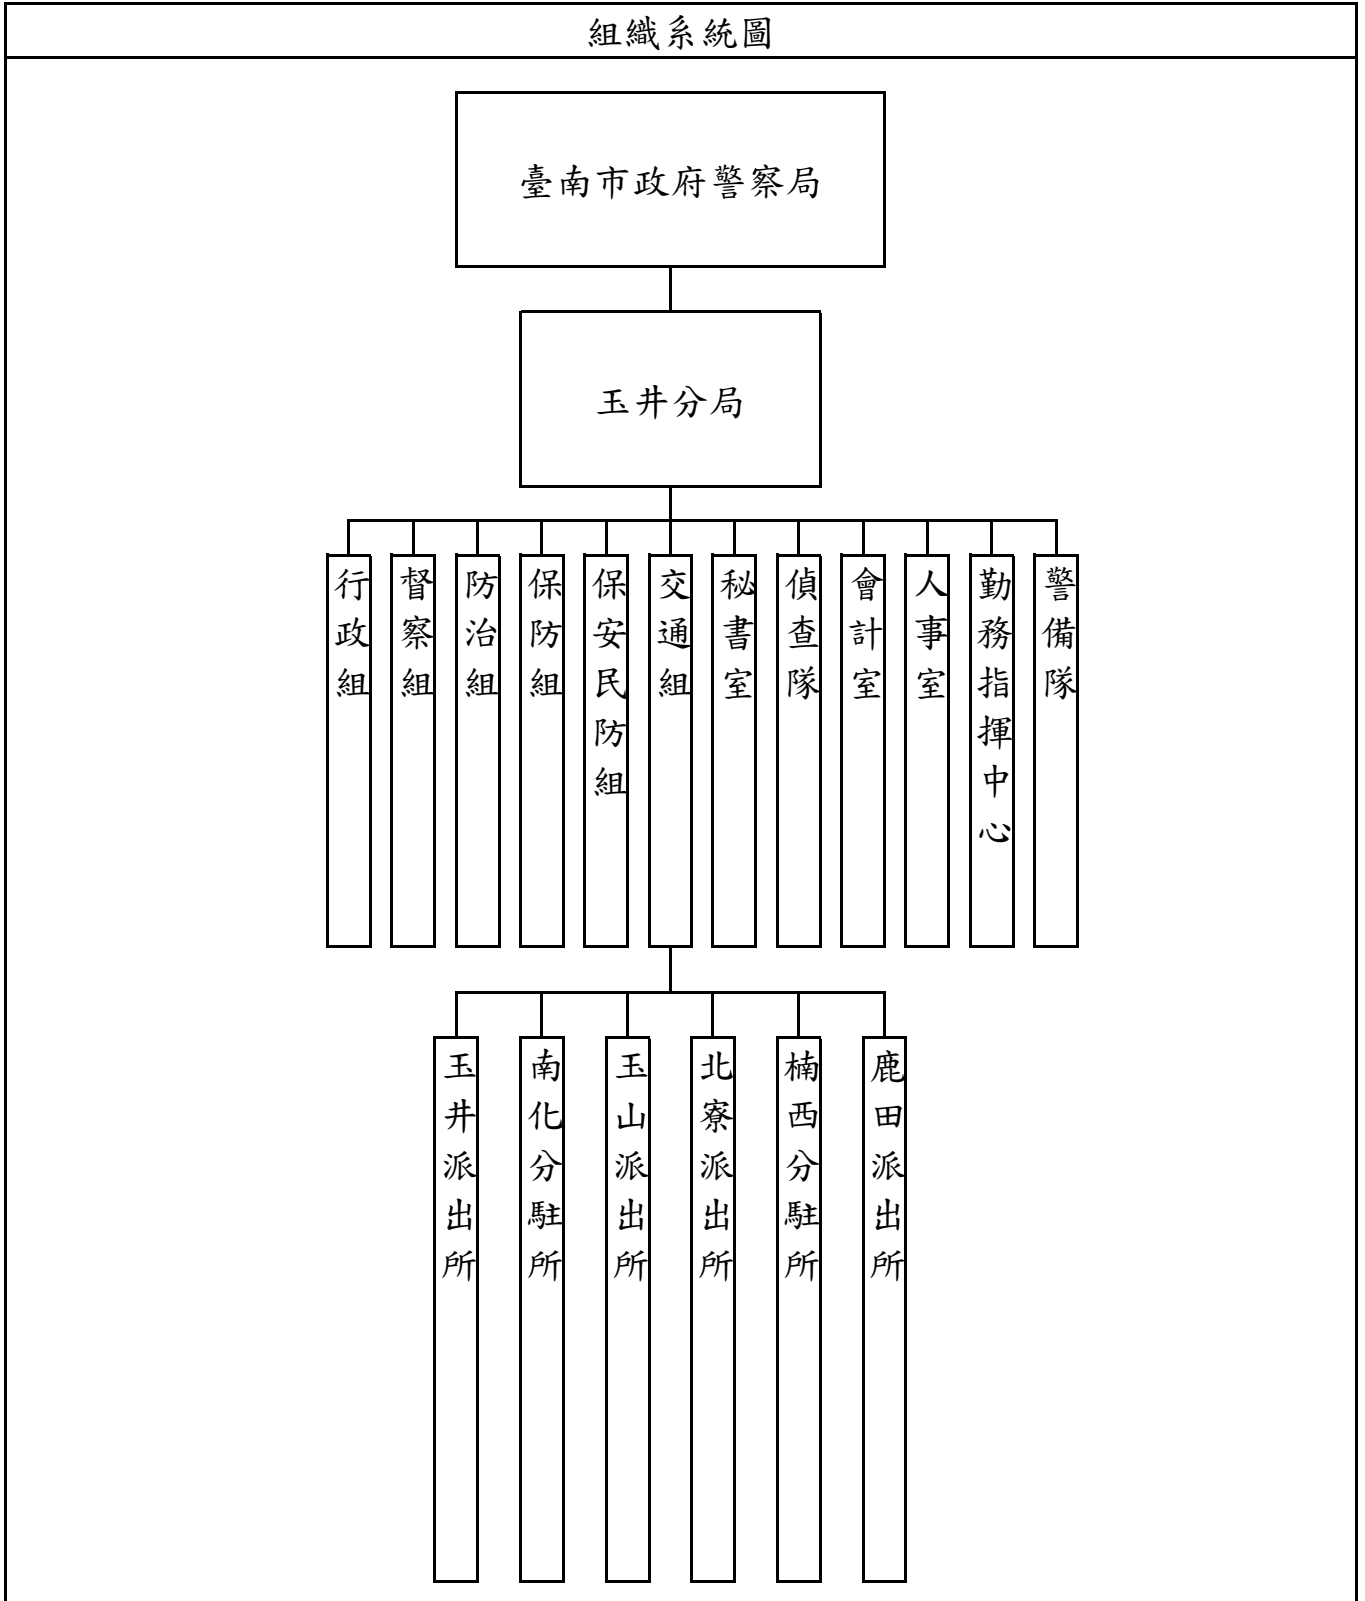 組織系統圖
臺南市政府警察局
玉井分局
行政組
督察組
防治組
保防組
保安民防組
交通組
秘書室
偵查隊
會計室
人事室
勤務指揮中心
警備隊
玉井派出所
南化分駐所
玉山派出所
北寮派出所
楠西分駐所
鹿田派出所